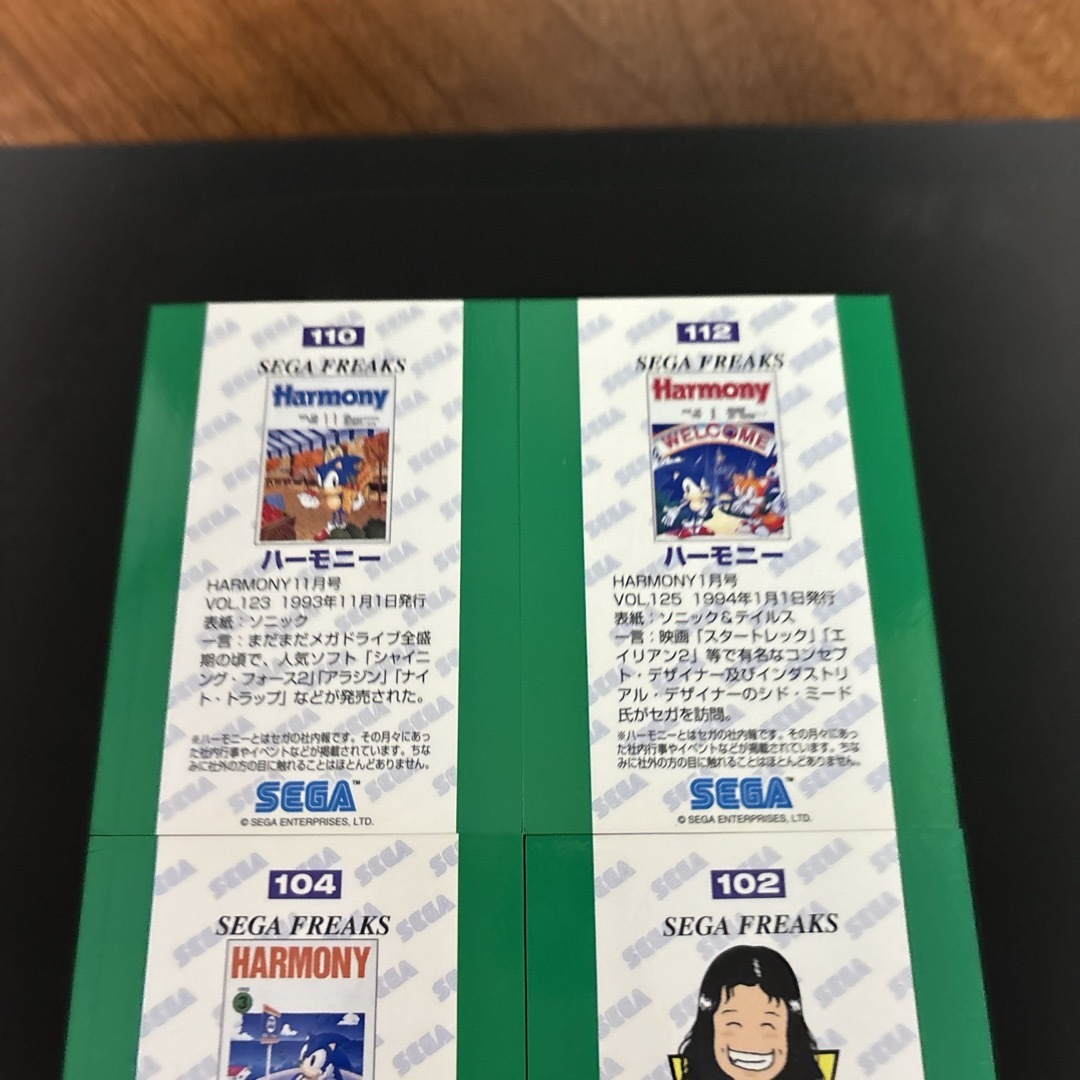 110
SEGA FREAKS
Harmony
11
ハーモニー
HARMONY11月号
VOL.123 1993年11月1日発行
表紙：ソニック
一言：まだまだメガドライブ全盛
期の頃で、人気ソフト「シャイニ
ング・フォース2」「アラジン」「ナイ
ト・トラップ」などが発売された。
※ハーモニーとはセガの社内報です。その月々にあっ
た社内行事やイベントなどが掲載されています。ちな
みに社外の方の目に触れることはほとんどありません。
SEGA™
© SEGA ENTERPRISES, LTD.
112
SEGA FREAKS
Harmony
1
WELCOME
ハーモニー
HARMONY1月号
VOL.125 1994年1月1日発行
表紙：ソニック&テイルス
一言：映画「スタートレック」「エ
イリアン2」等で有名なコンセプ
ト・デザイナー及びインダストリ
アル・デザイナーのシド・ミード
氏がセガを訪問。
※ハーモニーとはセガの社内報です。その月々にあっ
た社内行事やイベントなどが掲載されています。ちな
みに社外の方の目に触れることはほとんどありません。
SEGA™
© SEGA ENTERPRISES, LTD.
104
SEGA FREAKS
HARMONY
3
102
SEGA FREAKS